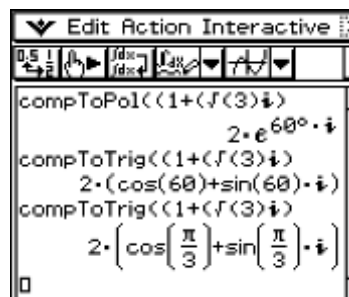 Edit Action Interactive
compToPol((1+(√(3)i)
2·e^60°·i
compToTrig((1+(√(3)i)
2·(cos(60)+sin(60)·i)
compToTrig((1+(√(3)i)
2·(cos(π/3)+sin(π/3)·i)